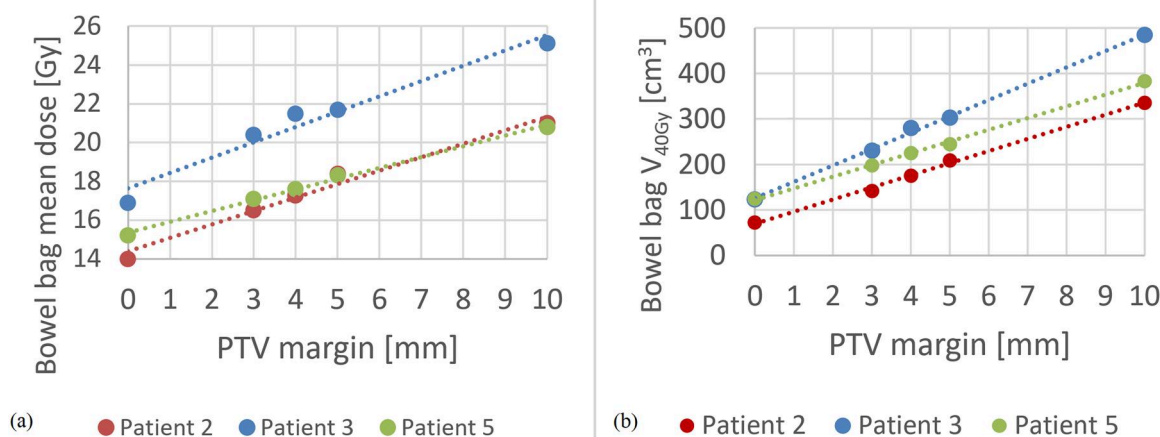 Bowel bag mean dose [Gy]
26
24
22
20
18
16
14
0 1 2 3 4 5 6 7 8 9 10
PTV margin [mm]
(a)
Patient 2 Patient 3 Patient 5
Bowel bag V40Gy [cm³]
500
400
300
200
100
0
0 1 2 3 4 5 6 7 8 9 10
PTV margin [mm]
(b)
Patient 2 Patient 3 Patient 5